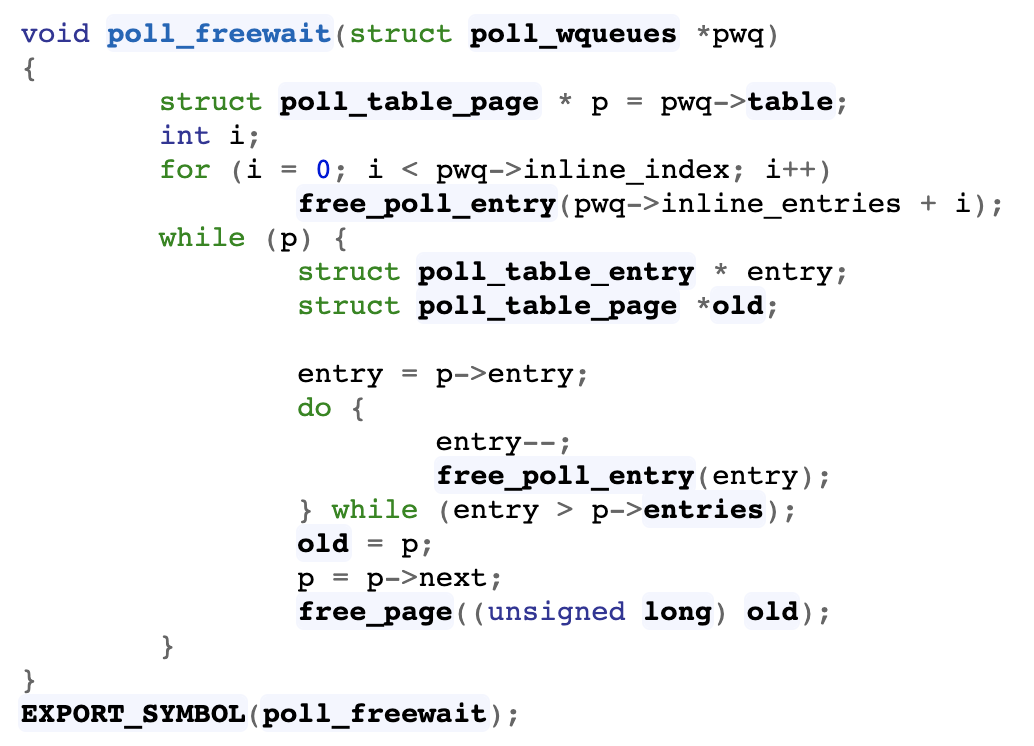 void poll_freewait(struct poll_wqueues *pwq)
{
        struct poll_table_page * p = pwq->table;
        int i;
        for (i = 0; i < pwq->inline_index; i++)
                free_poll_entry(pwq->inline_entries + i);
        while (p) {
                struct poll_table_entry * entry;
                struct poll_table_page *old;

                entry = p->entry;
                do {
                        entry--;
                        free_poll_entry(entry);
                } while (entry > p->entries);
                old = p;
                p = p->next;
                free_page((unsigned long) old);
        }
}
EXPORT_SYMBOL(poll_freewait);